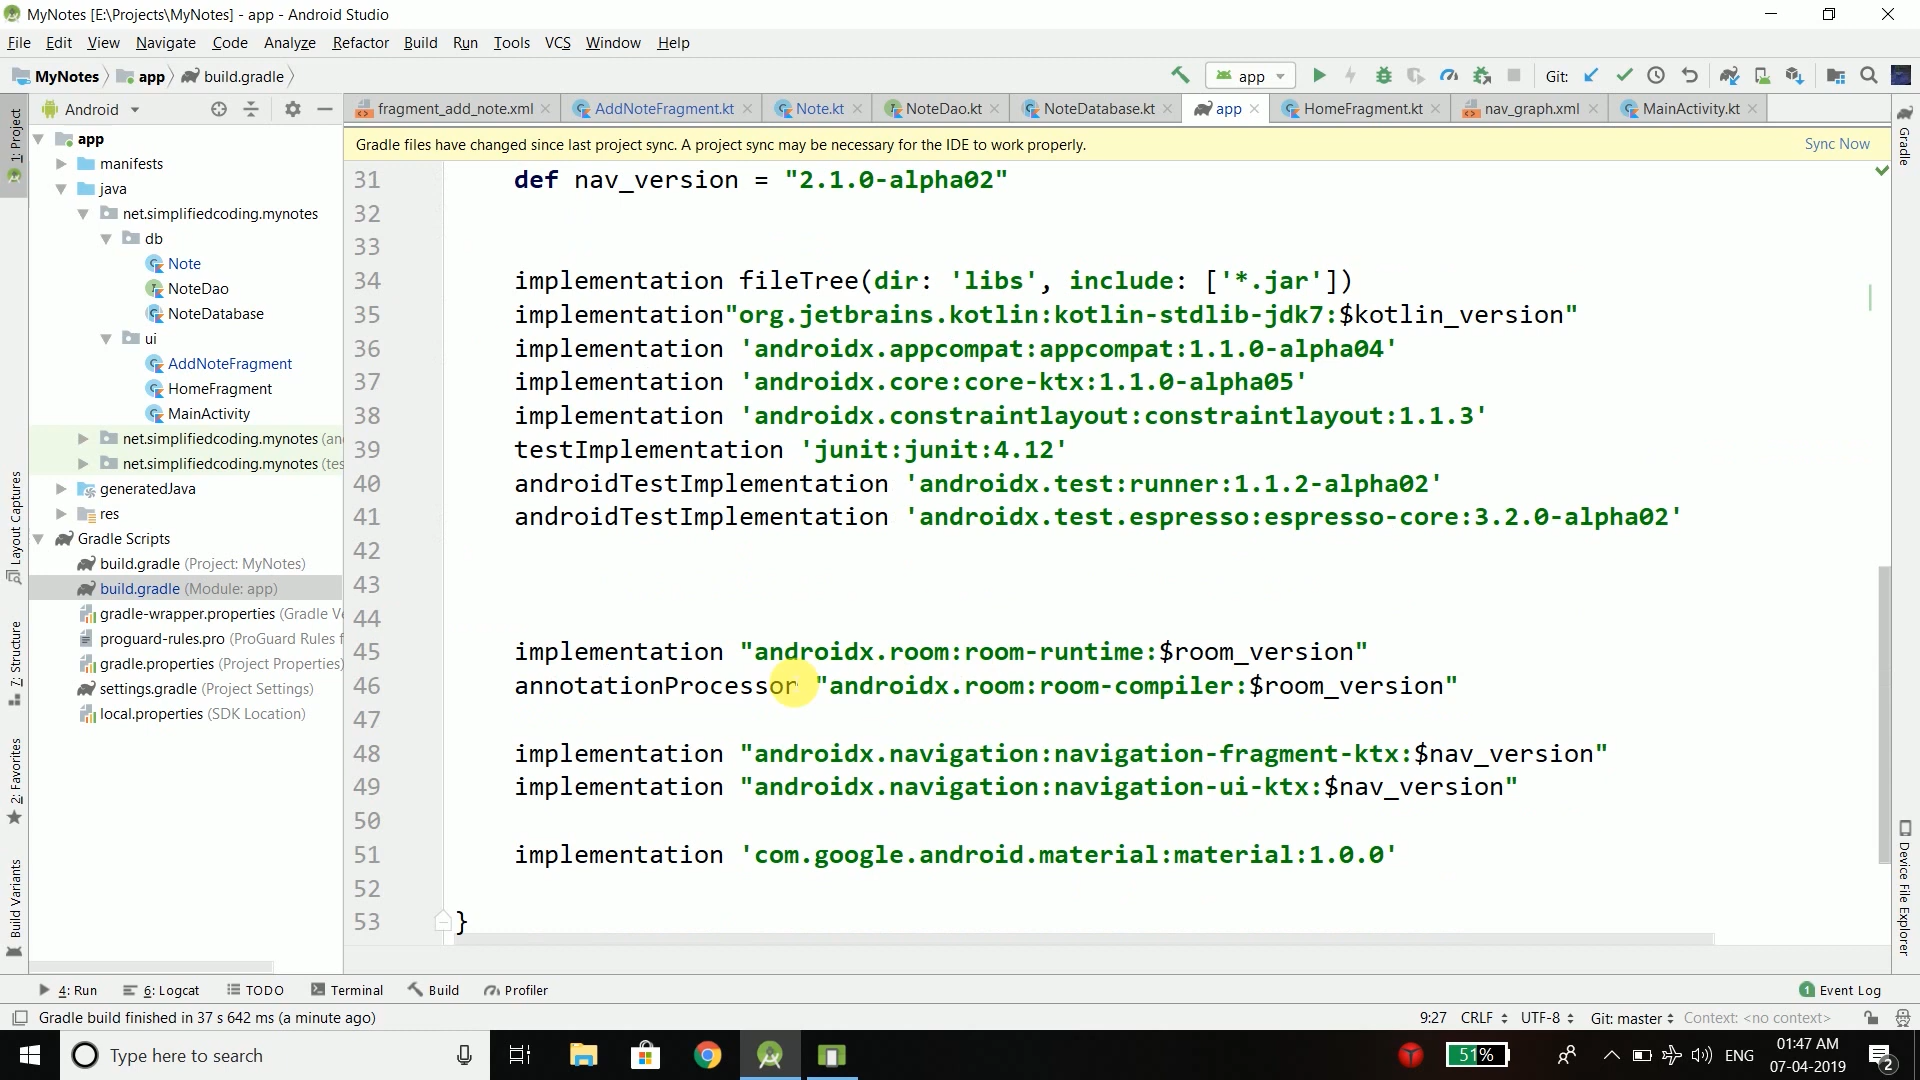 MyNotes [E:\Projects\MyNotes] - app - Android Studio
File Edit View Navigate Code Analyze Refactor Build Run Tools VCS Window Help
MyNotes app build.gradle app Git:
Android
fragment_add_note.xml AddNoteFragment.kt Note.kt NoteDao.kt NoteDatabase.kt app HomeFragment.kt nav_graph.xml MainActivity.kt
Gradle files have changed since last project sync. A project sync may be necessary for the IDE to work properly. Sync Now
1: Project
Layout Captures
7: Structure
2: Favorites
Build Variants
app
manifests
java
net.simplifiedcoding.mynotes
db
Note
NoteDao
NoteDatabase
ui
AddNoteFragment
HomeFragment
MainActivity
net.simplifiedcoding.mynotes (an
net.simplifiedcoding.mynotes (tes
generatedJava
res
Gradle Scripts
build.gradle (Project: MyNotes)
build.gradle (Module: app)
gradle-wrapper.properties (Gradle V
proguard-rules.pro (ProGuard Rules f
gradle.properties (Project Properties)
settings.gradle (Project Settings)
local.properties (SDK Location)
31 def nav_version = "2.1.0-alpha02"
32
33
34 implementation fileTree(dir: 'libs', include: ['*.jar'])
35 implementation"org.jetbrains.kotlin:kotlin-stdlib-jdk7:$kotlin_version"
36 implementation 'androidx.appcompat:appcompat:1.1.0-alpha04'
37 implementation 'androidx.core:core-ktx:1.1.0-alpha05'
38 implementation 'androidx.constraintlayout:constraintlayout:1.1.3'
39 testImplementation 'junit:junit:4.12'
40 androidTestImplementation 'androidx.test:runner:1.1.2-alpha02'
41 androidTestImplementation 'androidx.test.espresso:espresso-core:3.2.0-alpha02'
42
43
44
45 implementation "androidx.room:room-runtime:$room_version"
46 annotationProcessor "androidx.room:room-compiler:$room_version"
47
48 implementation "androidx.navigation:navigation-fragment-ktx:$nav_version"
49 implementation "androidx.navigation:navigation-ui-ktx:$nav_version"
50
51 implementation 'com.google.android.material:material:1.0.0'
52
53 }
Gradle
Device File Explorer
4: Run 6: Logcat TODO Terminal Build Profiler 1 Event Log
Gradle build finished in 37 s 642 ms (a minute ago) 9:27 CRLF UTF-8 Git: master Context: <no context>
Type here to search 51% ENG 01:47 AM
07-04-2019 2